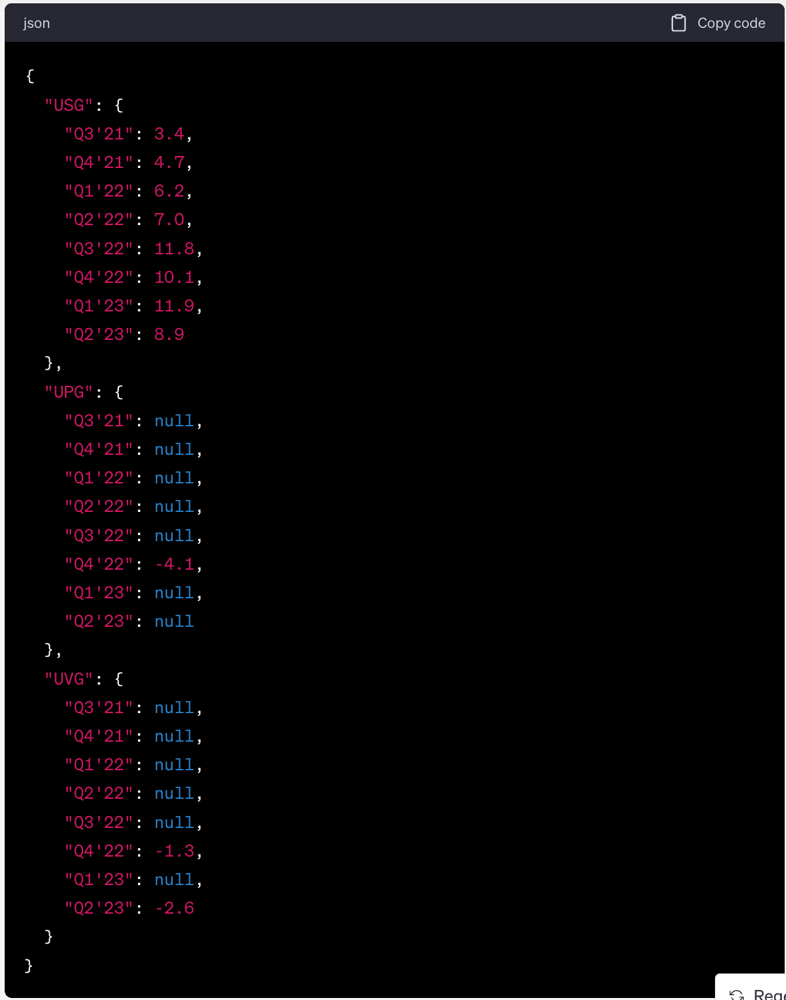 json
Copy code
{
"USG": {
"Q3'21": 3.4,
"Q4'21": 4.7,
"Q1'22": 6.2,
"Q2'22": 7.0,
"Q3'22": 11.8,
"Q4'22": 10.1,
"Q1'23": 11.9,
"Q2'23": 8.9
},
"UPG": {
"Q3'21": null,
"Q4'21": null,
"Q1'22": null,
"Q2'22": null,
"Q3'22": null,
"Q4'22": -4.1,
"Q1'23": null,
"Q2'23": null
},
"UVG": {
"Q3'21": null,
"Q4'21": null,
"Q1'22": null,
"Q2'22": null,
"Q3'22": null,
"Q4'22": -1.3,
"Q1'23": null,
"Q2'23": -2.6
}
}